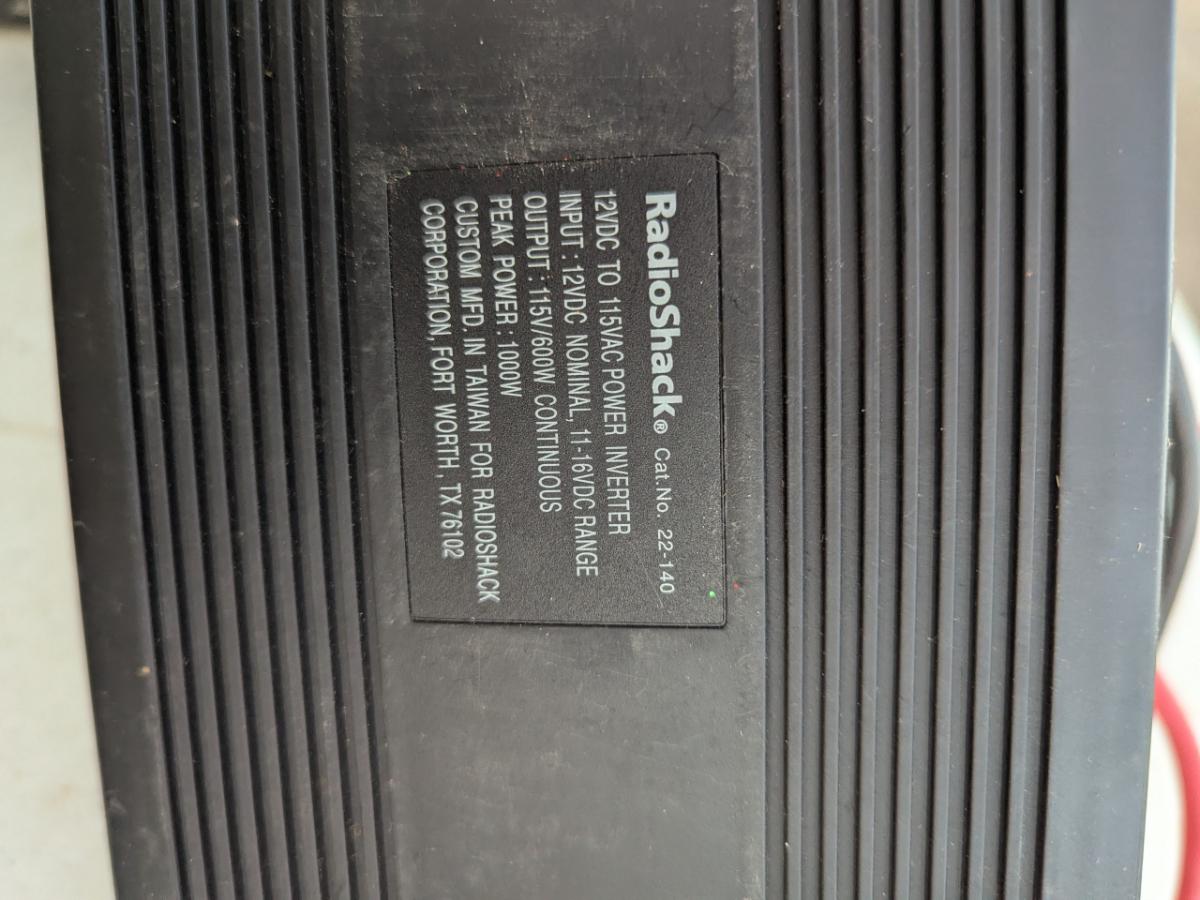 RadioShack® Cat.No. 22-140
12VDC TO 115VAC POWER INVERTER
INPUT : 12VDC NOMINAL, 11-16VDC RANGE
OUTPUT : 115V/600W CONTINUOUS
PEAK POWER : 1000W
CUSTOM MFD. IN TAIWAN FOR RADIOSHACK
CORPORATION, FORT WORTH , TX 76102